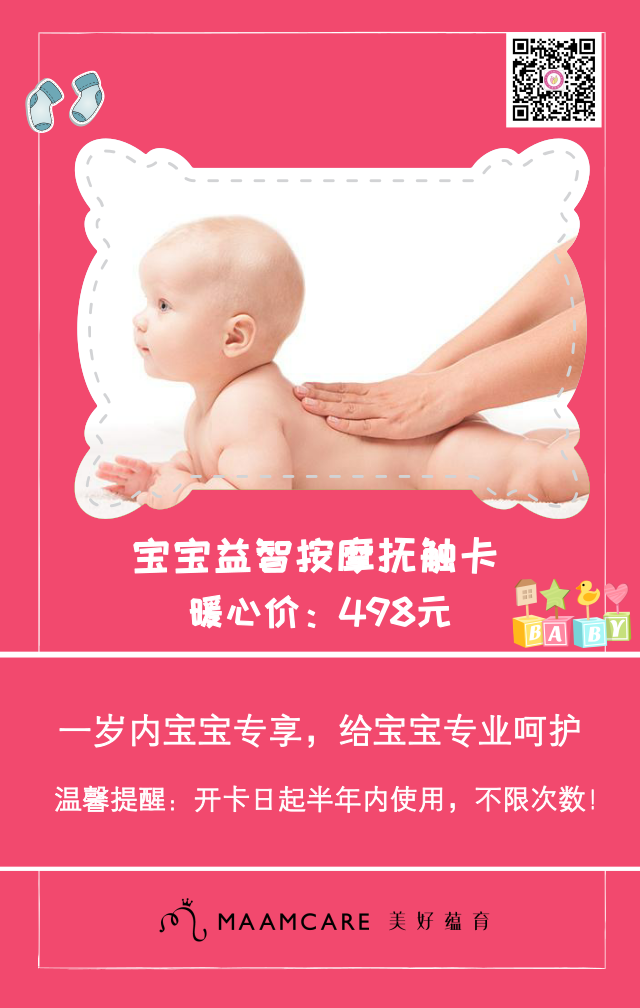 宝宝益智按摩抚触卡
暖心价：498元
BABY
一岁内宝宝专享，给宝宝专业呵护
温馨提醒：开卡日起半年内使用，不限次数！
MAAMCARE 美好蕴育